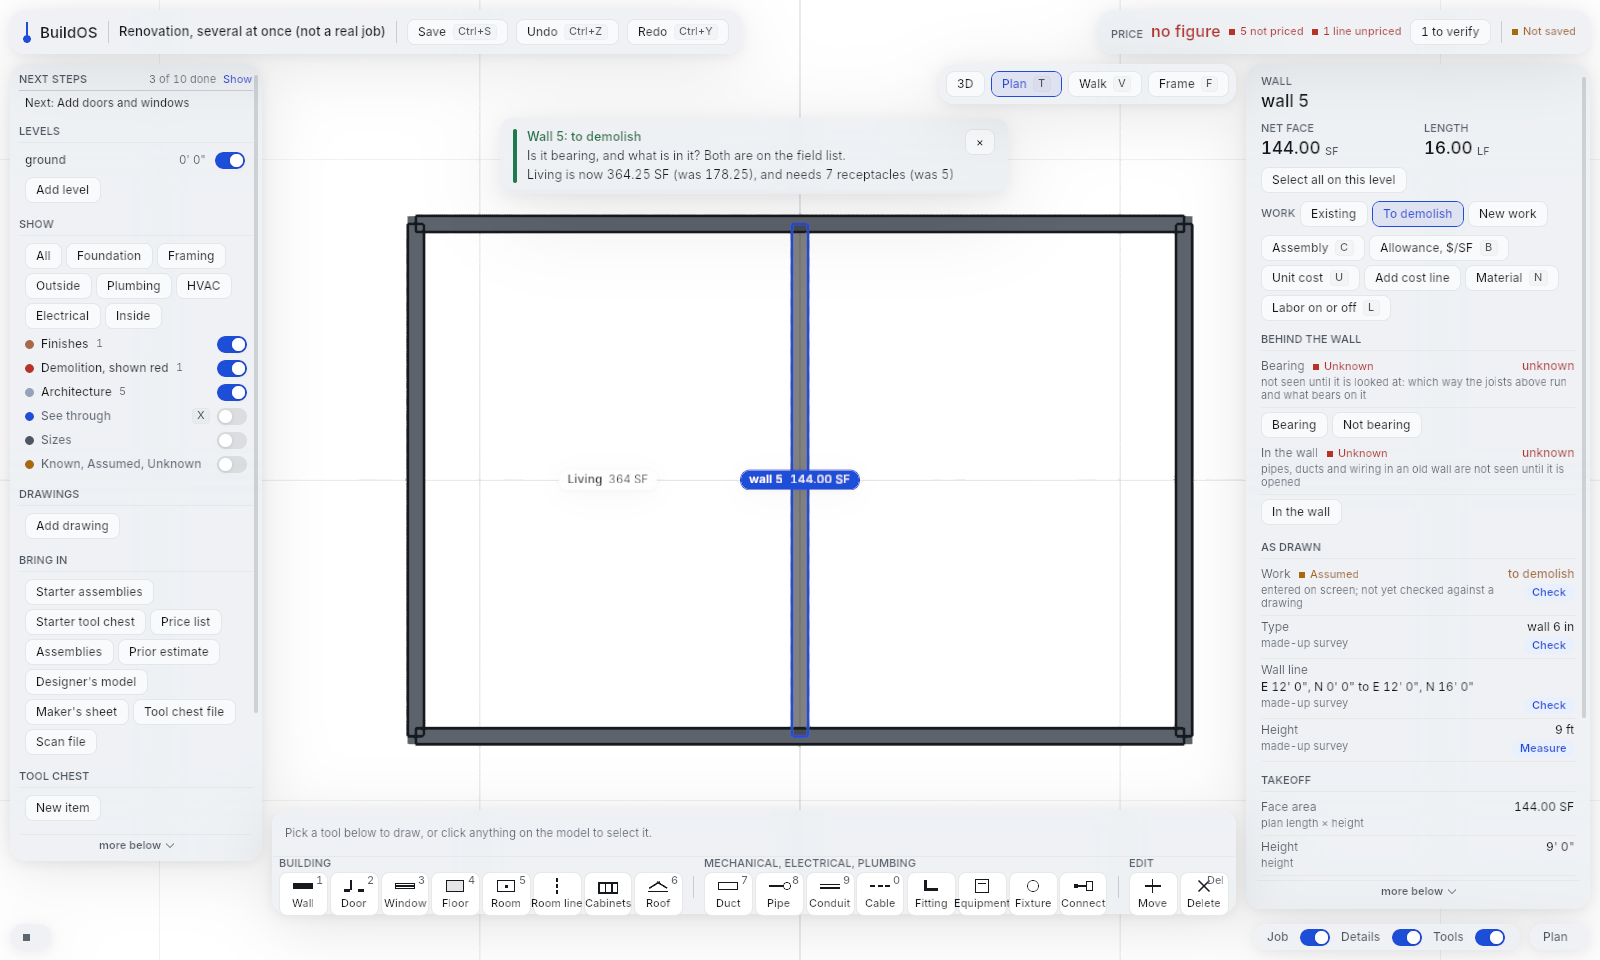 BuildOS
Renovation, several at once (not a real job)
Save Ctrl+S
Undo Ctrl+Z
Redo Ctrl+Y
PRICE no figure
5 not priced
1 line unpriced
1 to verify
Not saved
NEXT STEPS 3 of 10 done Show
Next: Add doors and windows
LEVELS
ground 0' 0"
Add level
SHOW
All Foundation Framing
Outside Plumbing HVAC
Electrical Inside
Finishes 1
Demolition, shown red 1
Architecture 5
See through X
Sizes
Known, Assumed, Unknown
DRAWINGS
Add drawing
BRING IN
Starter assemblies
Starter tool chest Price list
Assemblies Prior estimate
Designer's model
Maker's sheet Tool chest file
Scan file
TOOL CHEST
New item
more below
3D
Plan T
Walk V
Frame F
Wall 5: to demolish
Is it bearing, and what is in it? Both are on the field list.
Living is now 364.25 SF (was 178.25), and needs 7 receptacles (was 5)
×
Living 364 SF
wall 5 144.00 SF
Pick a tool below to draw, or click anything on the model to select it.
BUILDING
Wall 1
Door 2
Window 3
Floor 4
Room 5
Room line
Cabinets
Roof 6
MECHANICAL, ELECTRICAL, PLUMBING
Duct 7
Pipe 8
Conduit 9
Cable 0
Fitting
Equipment
Fixture
Connect
EDIT
Move
Delete Del
WALL
wall 5
NET FACE LENGTH
144.00 SF 16.00 LF
Select all on this level
WORK Existing To demolish New work
Assembly C Allowance, $/SF B
Unit cost U Add cost line Material N
Labor on or off L
BEHIND THE WALL
Bearing Unknown unknown
not seen until it is looked at: which way the joists above run
and what bears on it
Bearing Not bearing
In the wall Unknown unknown
pipes, ducts and wiring in an old wall are not seen until it is
opened
In the wall
AS DRAWN
Work Assumed to demolish
entered on screen; not yet checked against a
drawing
Check
Type wall 6 in
made-up survey Check
Wall line
E 12' 0", N 0' 0" to E 12' 0", N 16' 0"
made-up survey Check
Height 9 ft
made-up survey Measure
TAKEOFF
Face area 144.00 SF
plan length × height
Height 9' 0"
height
more below
Job Details Tools Plan